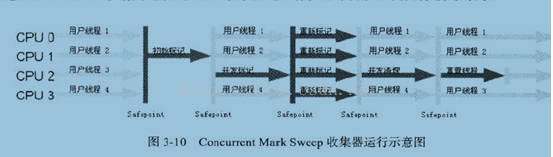 CPU 0 用户线程 1 用户线程 1 重新标记 用户线程 1 用户线程 1
CPU 1 用户线程 2 初始标记 用户线程 2 重新标记 用户线程 2 用户线程 2
CPU 2 用户线程 3 并发标记 重新标记 并发清理 重置线程
CPU 3 用户线程 4 用户线程 4 重新标记 用户线程 4 用户线程 3
Safepoint Safepoint Safepoint Safepoint Safepoint
图 3-10 Concurrent Mark Sweep 收集器运行示意图